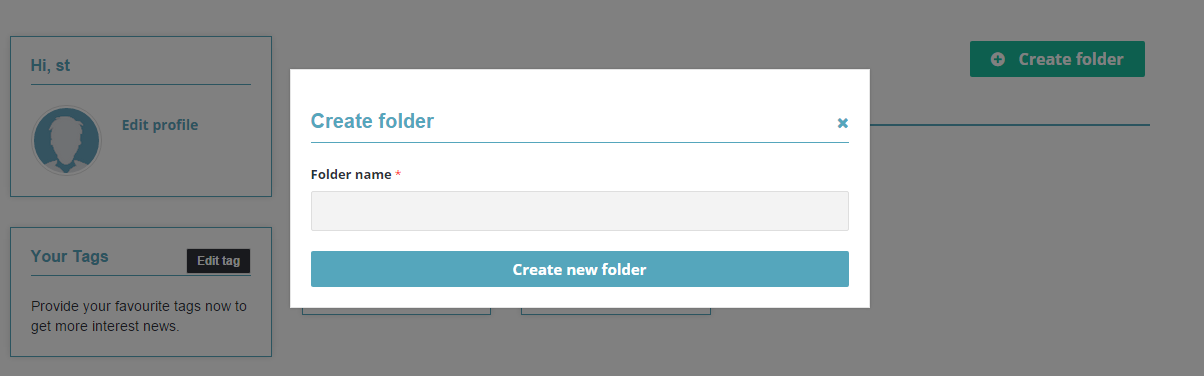 Hi, st
Edit profile
Your Tags
Edit tag
Provide your favourite tags now to
get more interest news.
Create folder
Create folder
Folder name *
Create new folder